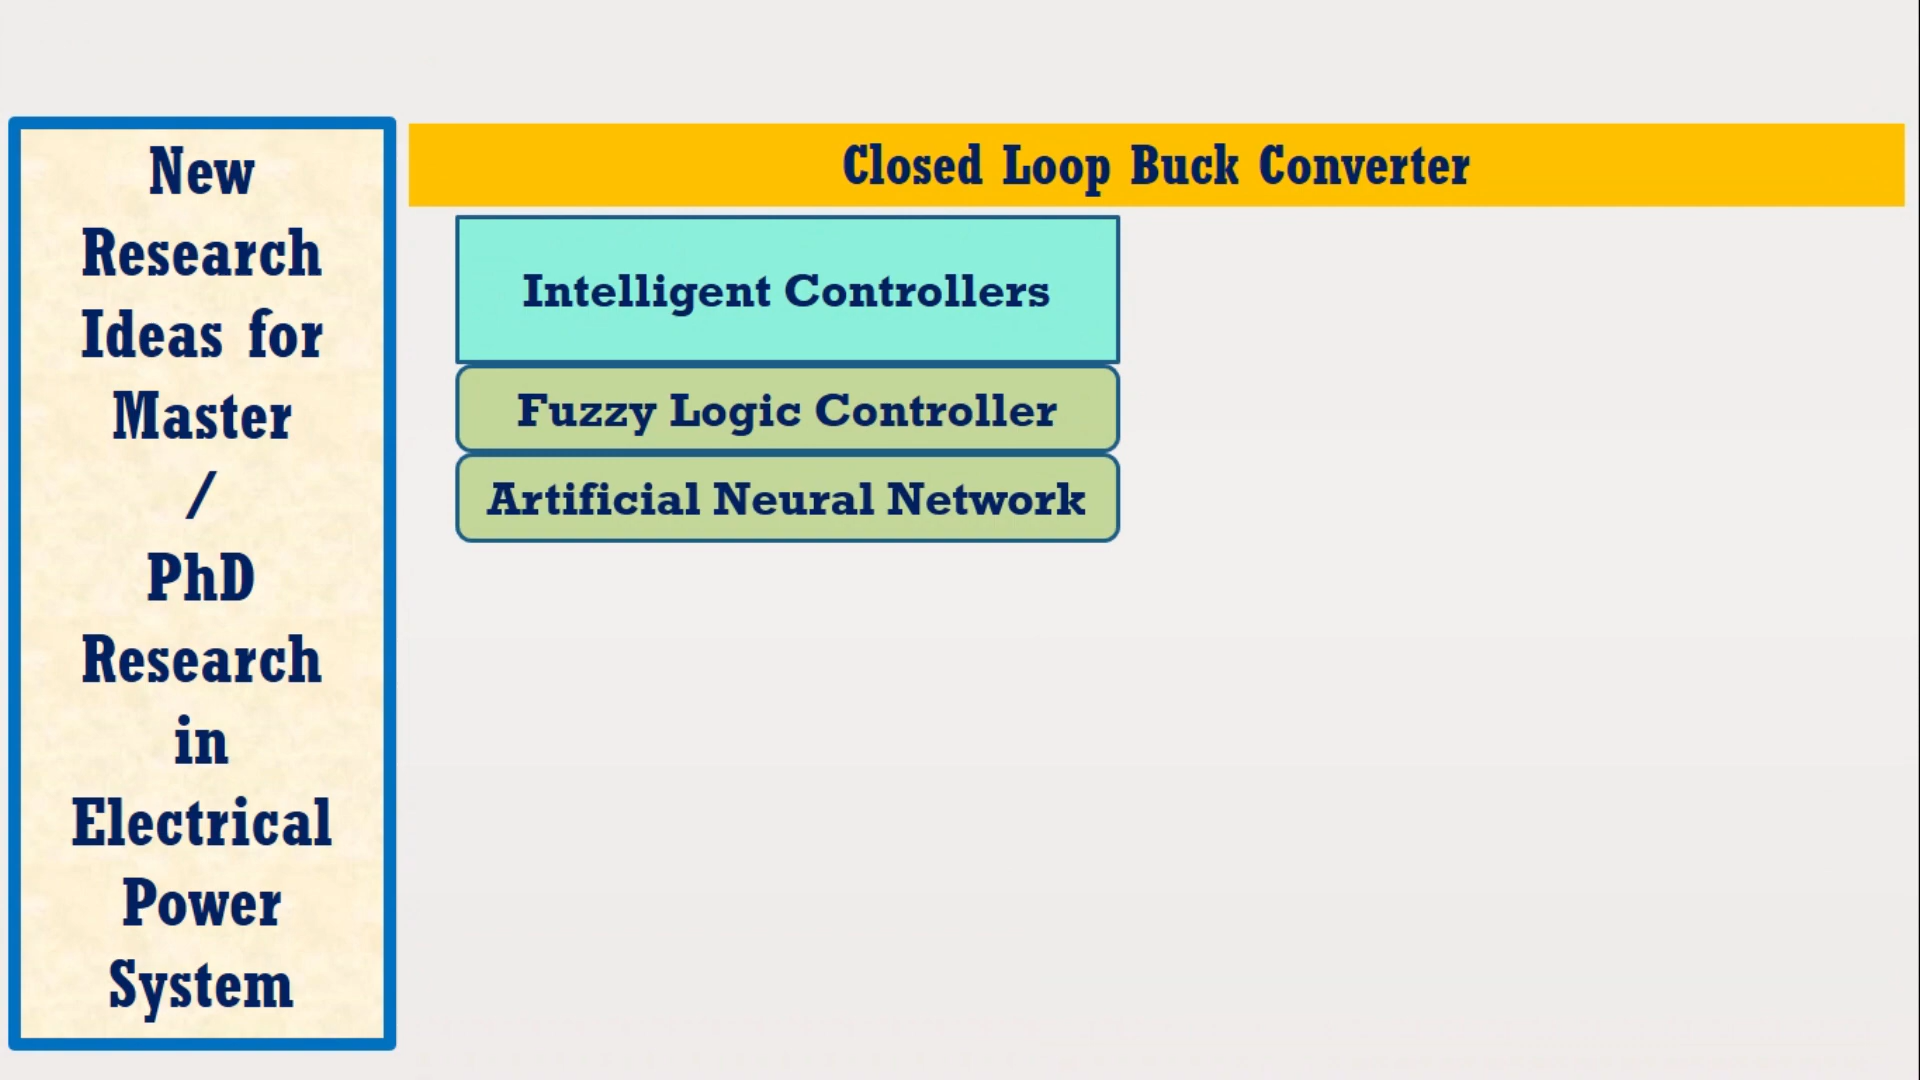 New
Research
Ideas for
Master
/
PhD
Research
in
Electrical
Power
System
Closed Loop Buck Converter
Intelligent Controllers
Fuzzy Logic Controller
Artificial Neural Network